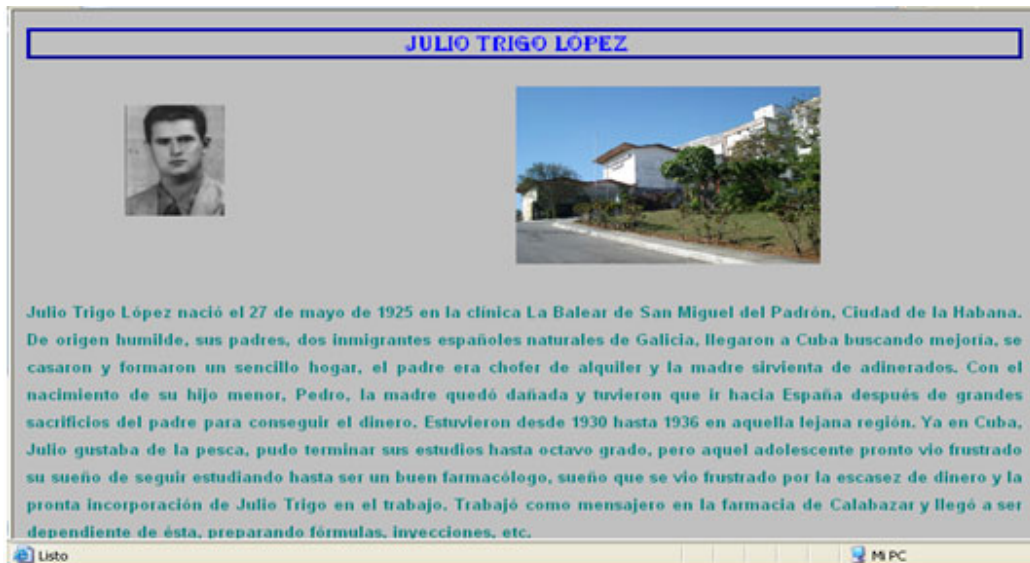 JULIO TRIGO LÓPEZ
Julio Trigo López nació el 27 de mayo de 1925 en la clínica La Balear de San Miguel del Padrón, Ciudad de la Habana.
De origen humilde, sus padres, dos inmigrantes españoles naturales de Galicia, llegaron a Cuba buscando mejoría, se
casaron y formaron un sencillo hogar, el padre era chofer de alquiler y la madre sirvienta de adinerados. Con el
nacimiento de su hijo menor, Pedro, la madre quedó dañada y tuvieron que ir hacia España después de grandes
sacrificios del padre para conseguir el dinero. Estuvieron desde 1930 hasta 1936 en aquella lejana región. Ya en Cuba,
Julio gustaba de la pesca, pudo terminar sus estudios hasta octavo grado, pero aquel adolescente pronto vio frustrado
su sueño de seguir estudiando hasta ser un buen farmacólogo, sueño que se vio frustrado por la escasez de dinero y la
pronta incorporación de Julio Trigo en el trabajo. Trabajó como mensajero en la farmacia de Calabazar y llegó a ser
dependiente de ésta, preparando fórmulas, inyecciones, etc.
Listo
Mi PC